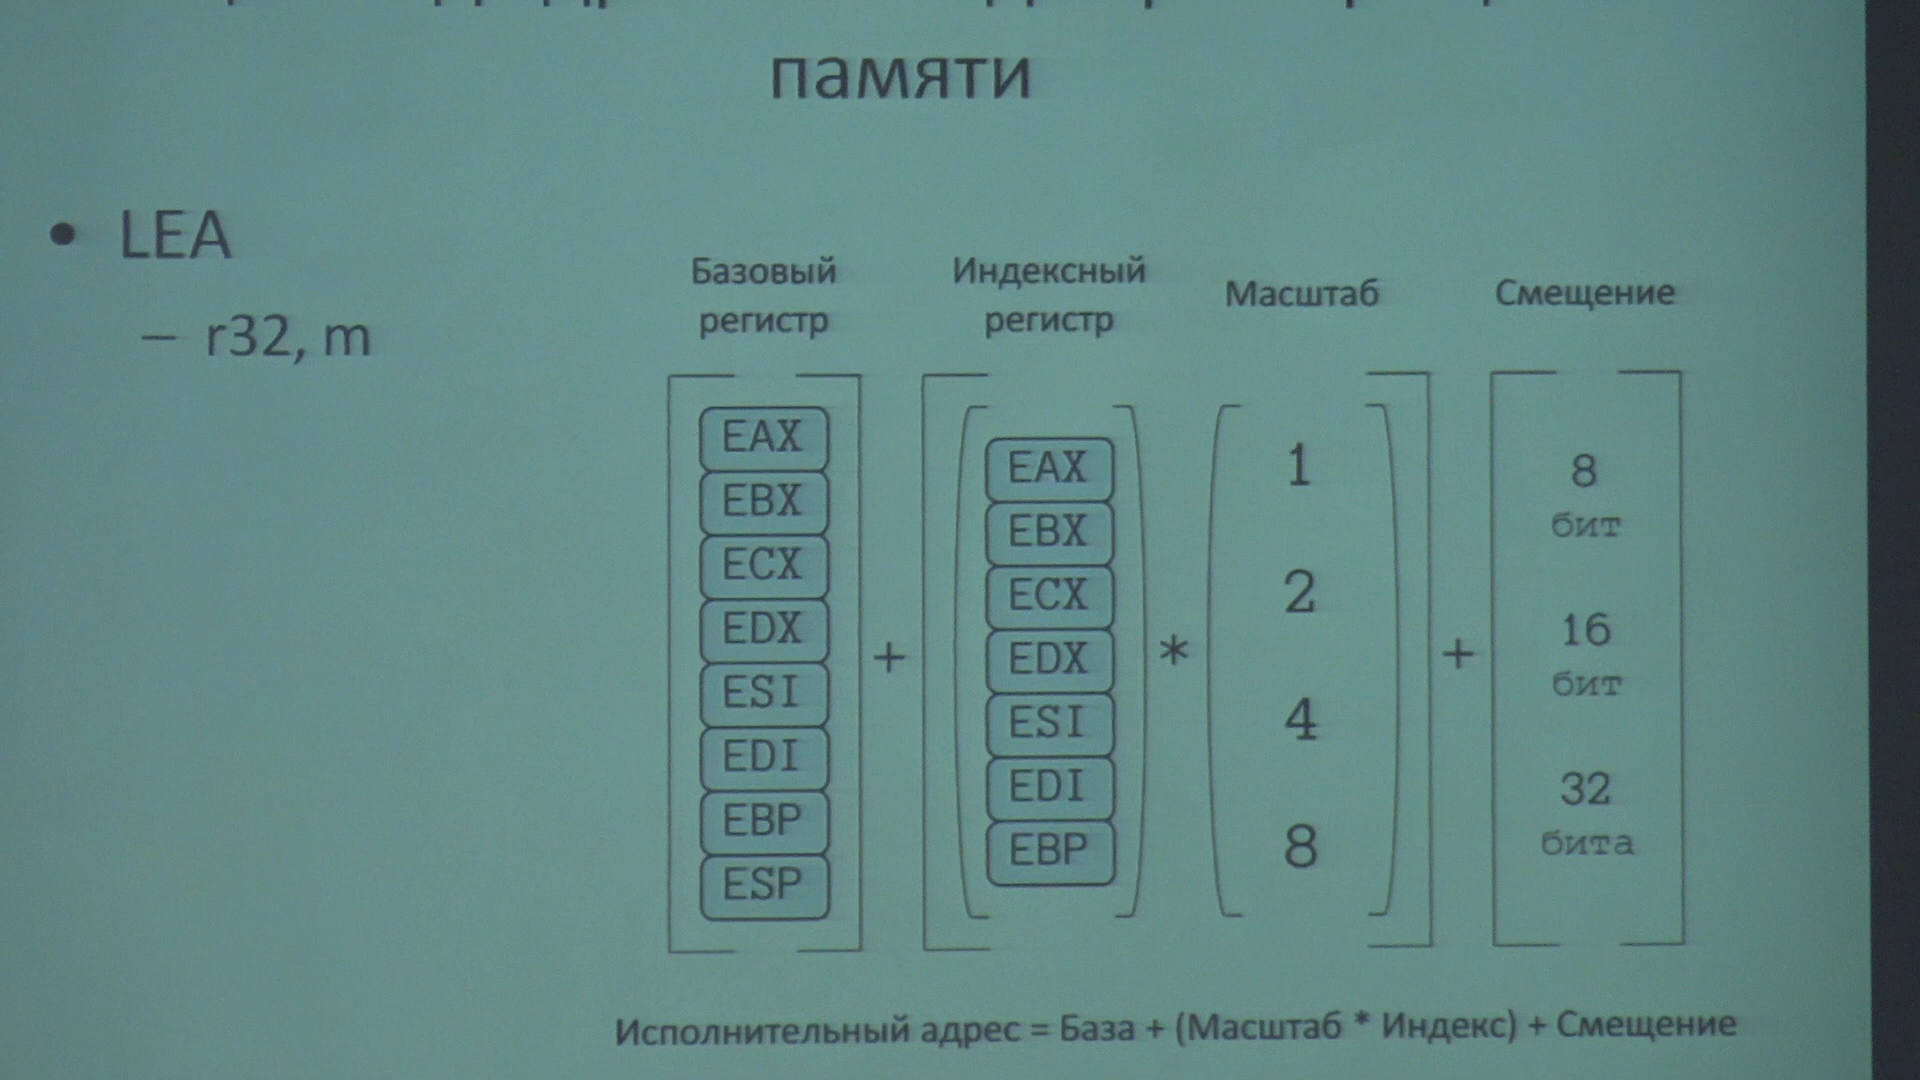 памяти
• LEA
– r32, m
Базовый регистр
Индексный регистр
Масштаб
Смещение
EAX
EBX
ECX
EDX
ESI
EDI
EBP
ESP
+
EAX
EBX
ECX
EDX
ESI
EDI
EBP
*
1
2
4
8
+
8
бит
16
бит
32
бита
Исполнительный адрес = База + (Масштаб * Индекс) + Смещение